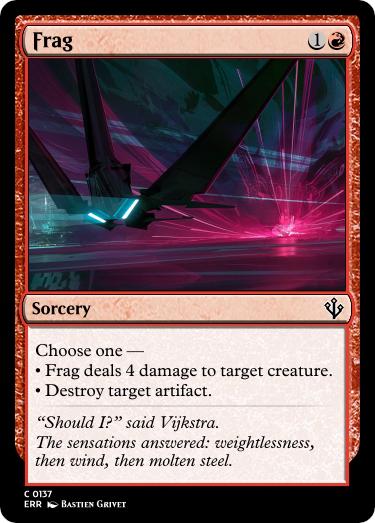 Frag
1
Sorcery
Choose one —
• Frag deals 4 damage to target creature.
• Destroy target artifact.
“Should I?” said Vijkstra.
The sensations answered: weightlessness,
then wind, then molten steel.
C 0137
ERR Bastien Grivet